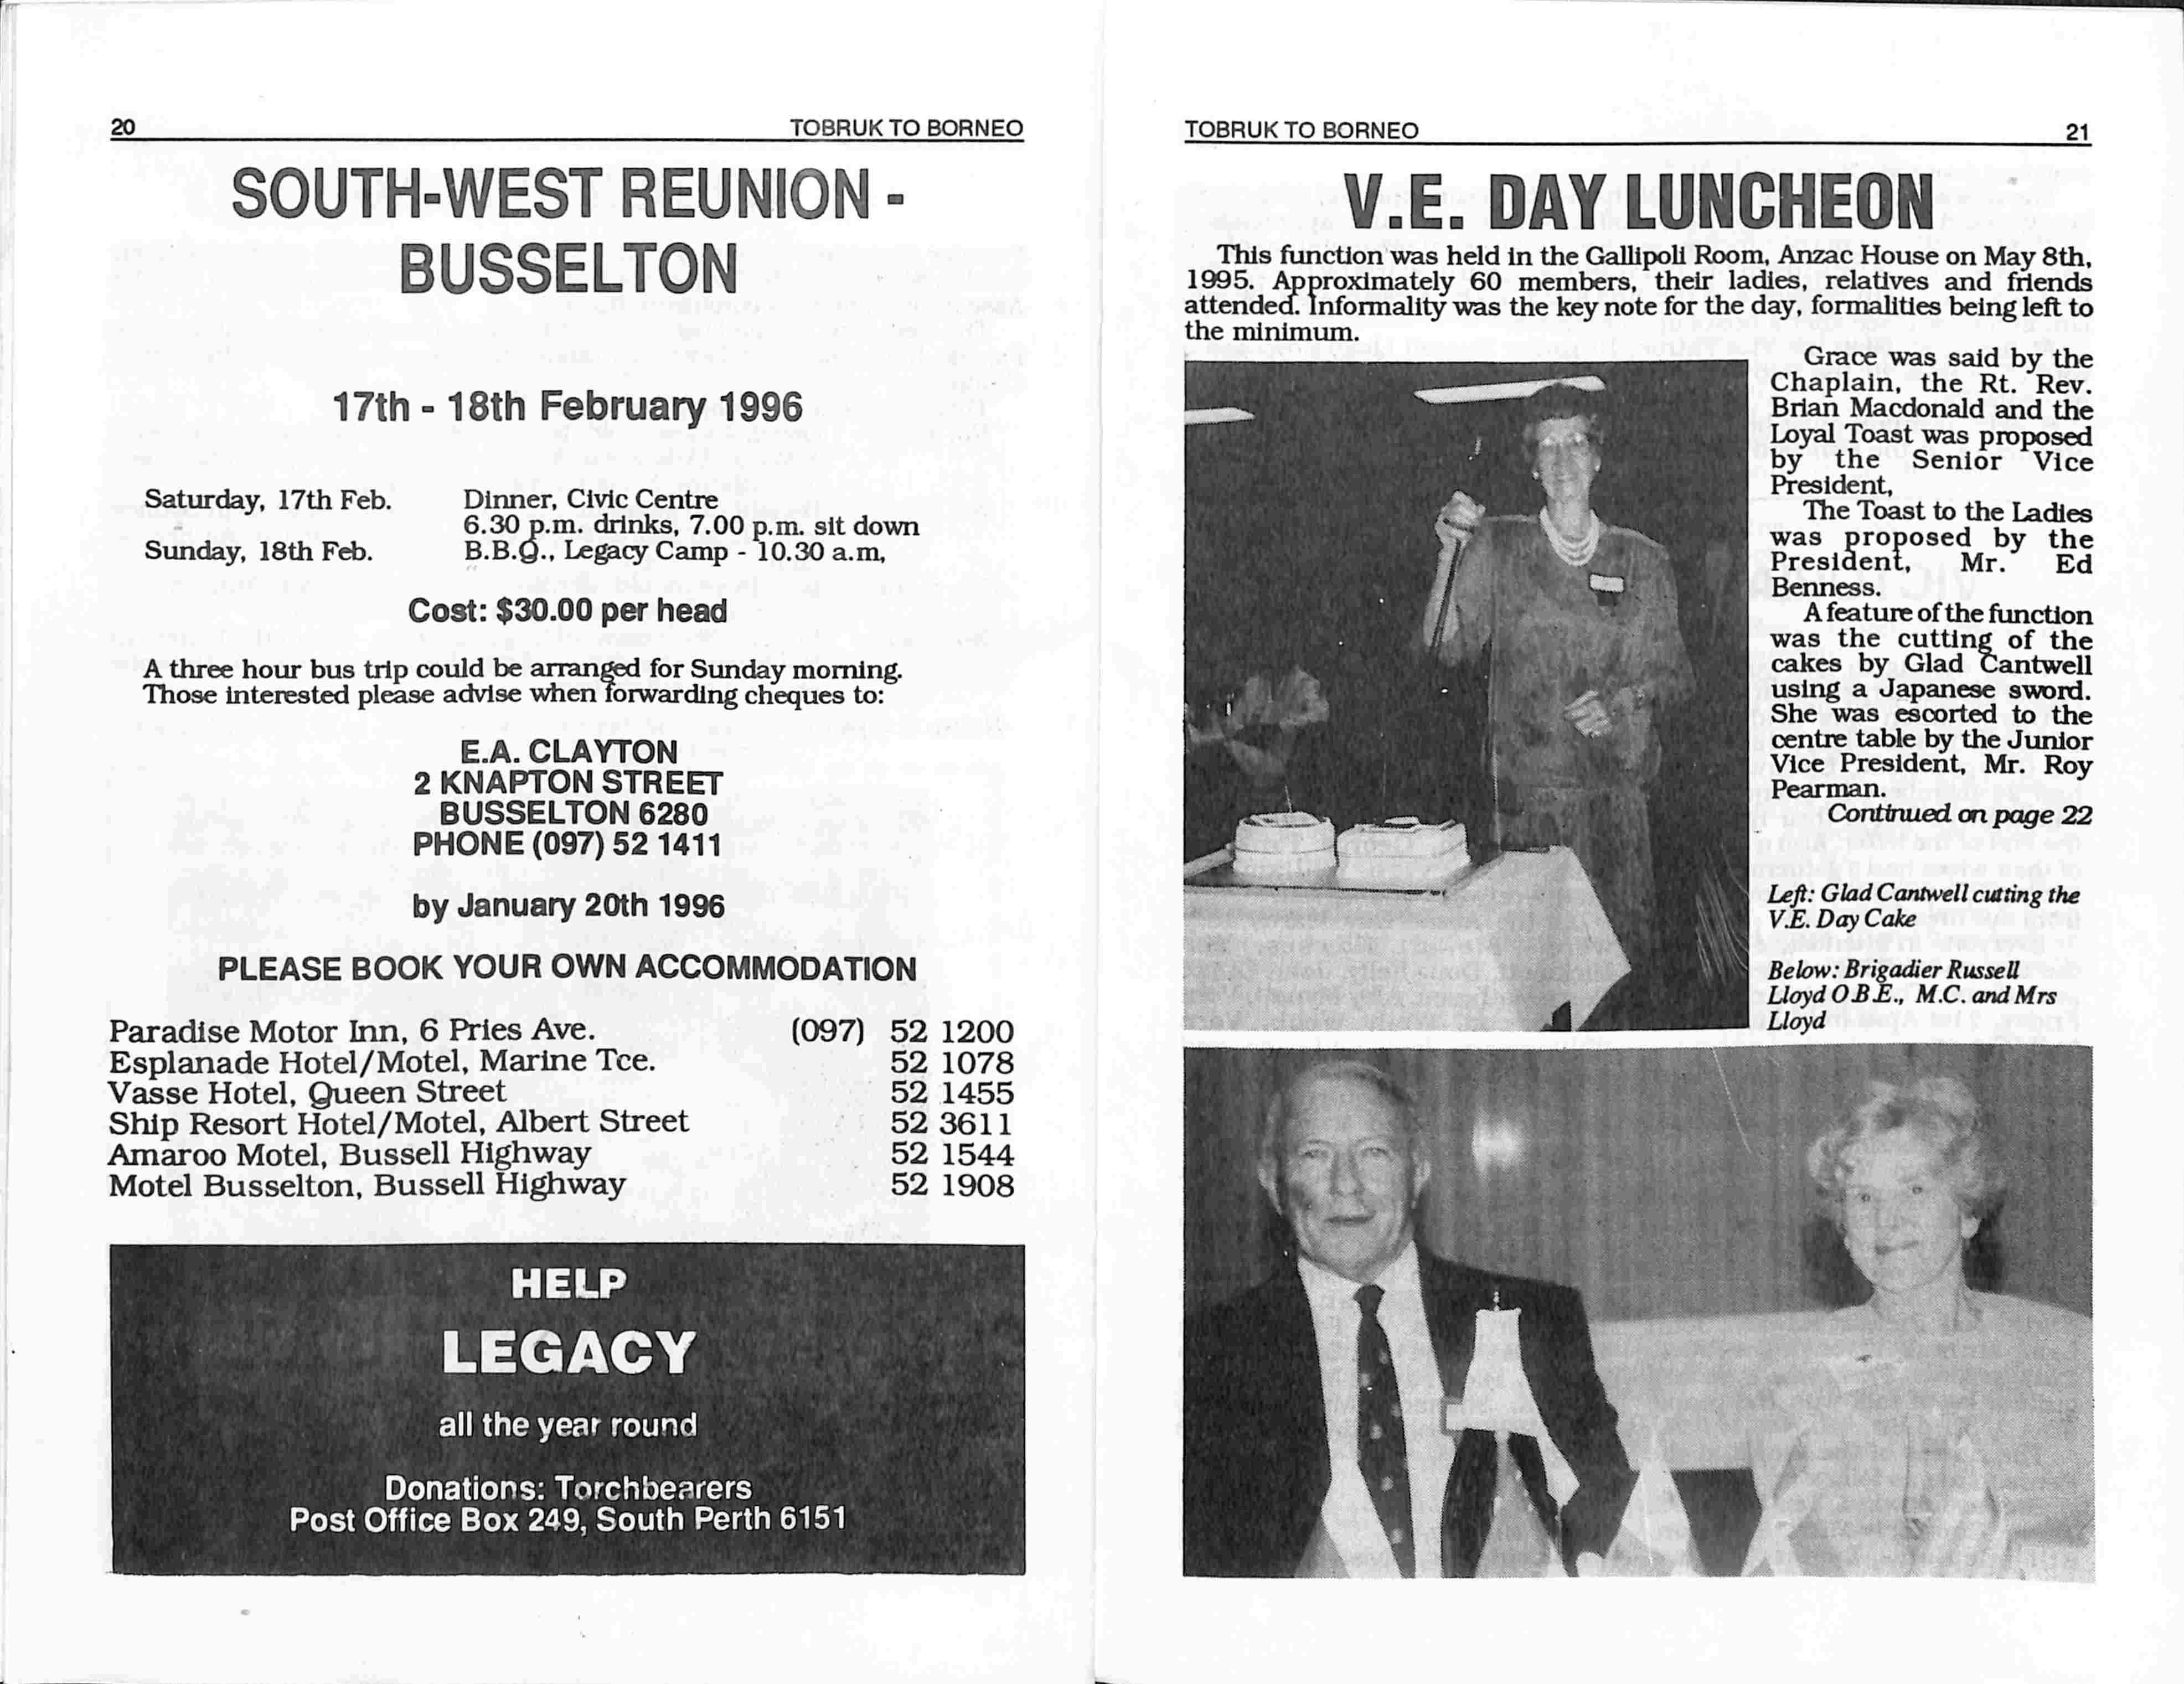 20
TOBRUK TO BORNEO
SOUTH-WEST REUNION -
BUSSELTON
17th - 18th February 1996
Saturday, 17th Feb. Dinner, Civic Centre
6.30 p.m. drinks, 7.00 p.m. sit down
Sunday, 18th Feb. B.B.Q., Legacy Camp - 10.30 a.m,
Cost: $30.00 per head
A three hour bus trip could be arranged for Sunday morning.
Those interested please advise when forwarding cheques to:
E.A. CLAYTON
2 KNAPTON STREET
BUSSELTON 6280
PHONE (097) 52 1411
by January 20th 1996
PLEASE BOOK YOUR OWN ACCOMMODATION
Paradise Motor Inn, 6 Pries Ave. (097) 52 1200
Esplanade Hotel/Motel, Marine Tce. 52 1078
Vasse Hotel, Queen Street 52 1455
Ship Resort Hotel/Motel, Albert Street 52 3611
Amaroo Motel, Bussell Highway 52 1544
Motel Busselton, Bussell Highway 52 1908
HELP
LEGACY
all the year round
Donations: Torchbearers
Post Office Box 249, South Perth 6151
TOBRUK TO BORNEO
21
V.E. DAY LUNCHEON
This function was held in the Gallipoli Room, Anzac House on May 8th,
1995. Approximately 60 members, their ladies, relatives and friends
attended. Informality was the key note for the day, formalities being left to
the minimum.
Grace was said by the
Chaplain, the Rt. Rev.
Brian Macdonald and the
Loyal Toast was proposed
by the Senior Vice
President,
The Toast to the Ladies
was proposed by the
President, Mr. Ed
Benness.
A feature of the function
was the cutting of the
cakes by Glad Cantwell
using a Japanese sword.
She was escorted to the
centre table by the Junior
Vice President, Mr. Roy
Pearman.
Continued on page 22
Left: Glad Cantwell cutting the
V.E. Day Cake
Below: Brigadier Russell
Lloyd O.B.E., M.C. and Mrs
Lloyd